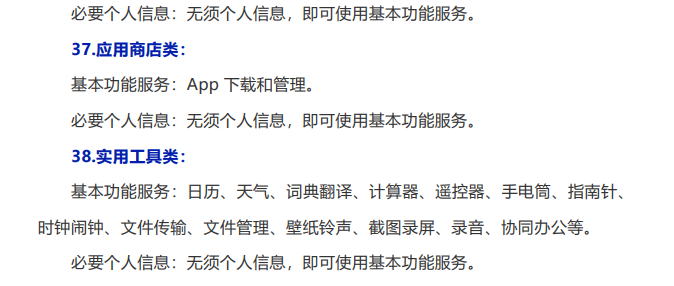 必要个人信息：无须个人信息，即可使用基本功能服务。
37.应用商店类：
基本功能服务：App 下载和管理。
必要个人信息：无须个人信息，即可使用基本功能服务。
38.实用工具类：
基本功能服务：日历、天气、词典翻译、计算器、遥控器、手电筒、指南针、
时钟闹钟、文件传输、文件管理、壁纸铃声、截图录屏、录音、协同办公等。
必要个人信息：无须个人信息，即可使用基本功能服务。